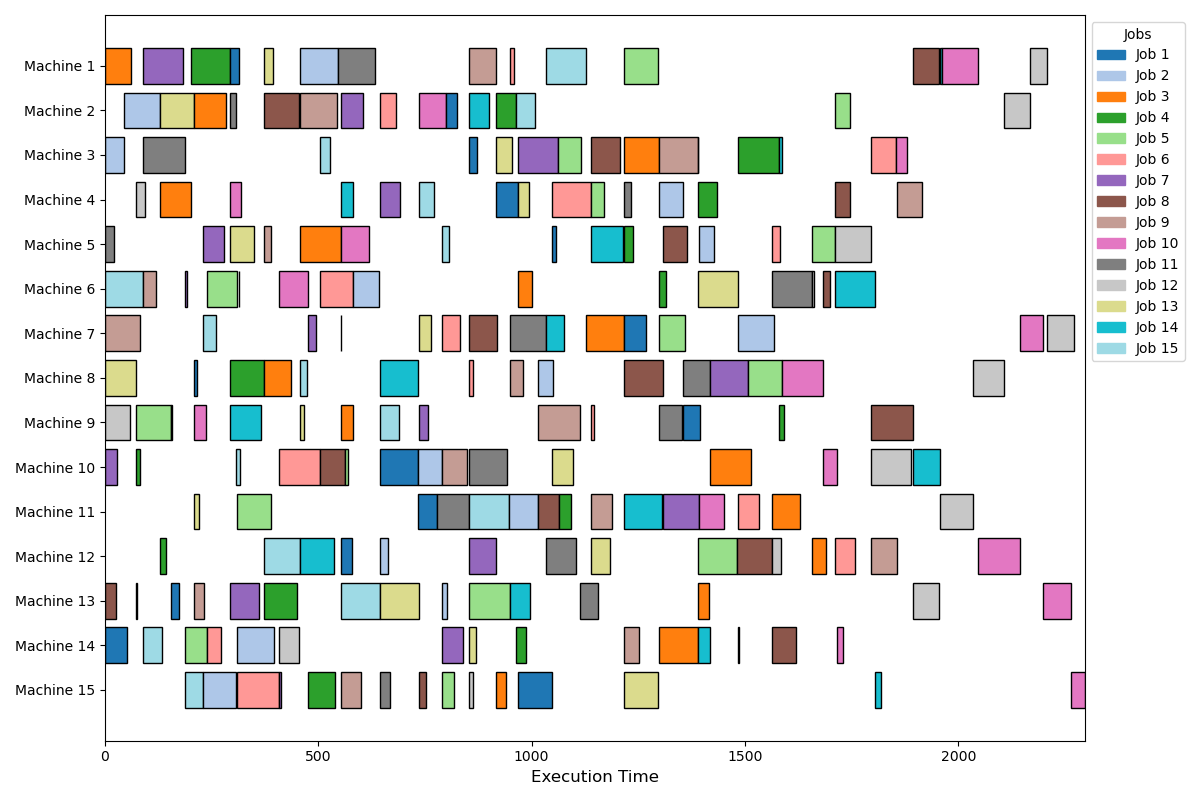 Machine 1
Machine 2
Machine 3
Machine 4
Machine 5
Machine 6
Machine 7
Machine 8
Machine 9
Machine 10
Machine 11
Machine 12
Machine 13
Machine 14
Machine 15
0 500 1000 1500 2000
Execution Time
Jobs
Job 1
Job 2
Job 3
Job 4
Job 5
Job 6
Job 7
Job 8
Job 9
Job 10
Job 11
Job 12
Job 13
Job 14
Job 15